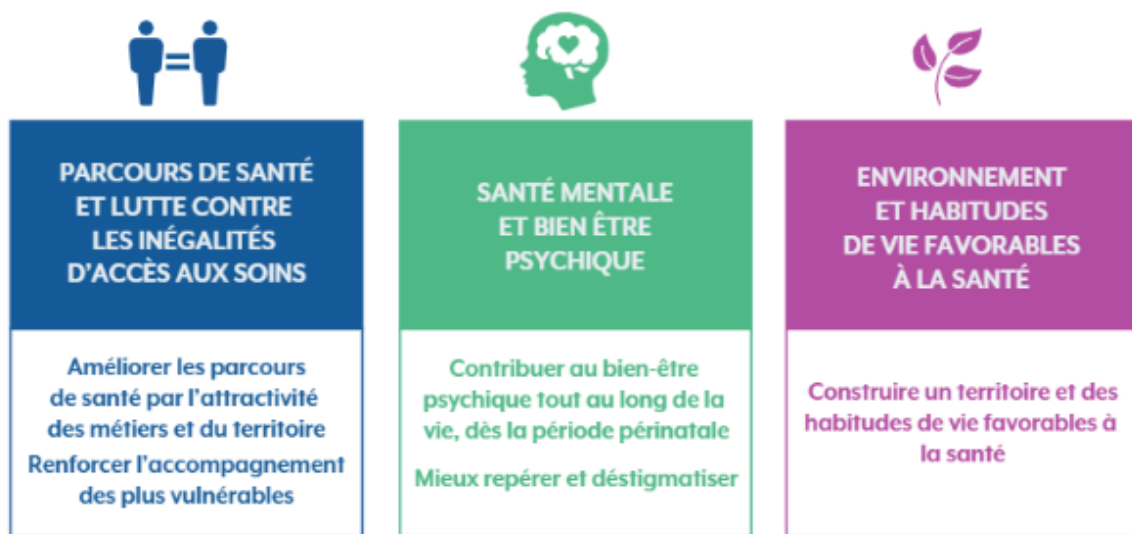 PARCOURS DE SANTÉ
ET LUTTE CONTRE
LES INÉGALITÉS
D'ACCÈS AUX SOINS
Améliorer les parcours
de santé par l'attractivité
des métiers et du territoire
Renforcer l'accompagnement
des plus vulnérables
SANTÉ MENTALE
ET BIEN ÊTRE
PSYCHIQUE
Contribuer au bien-être
psychique tout au long de la
vie, dès la période périnatale
Mieux repérer et déstigmatiser
ENVIRONNEMENT
ET HABITUDES
DE VIE FAVORABLES
À LA SANTÉ
Construire un territoire et des
habitudes de vie favorables à
la santé